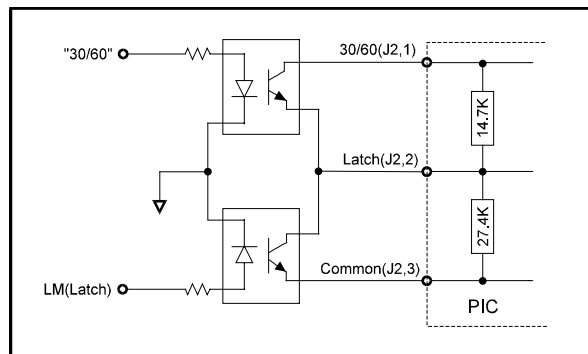 "30/60"
30/60(J2,1)
14.7K
Latch(J2,2)
27.4K
Common(J2,3)
LM(Latch)
PIC